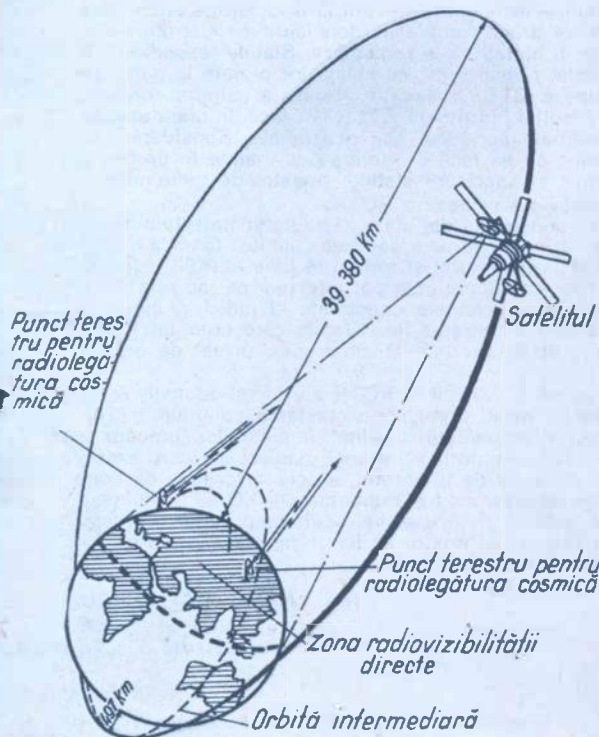 39.380 Km
Satelitul
Punct teres
tru pentru
radiolegă
tura cos-
mică
Punct terestru pentru
radiolegătura cosmică
Zona radiovizibilității
directe
Orbită intermediară
Km